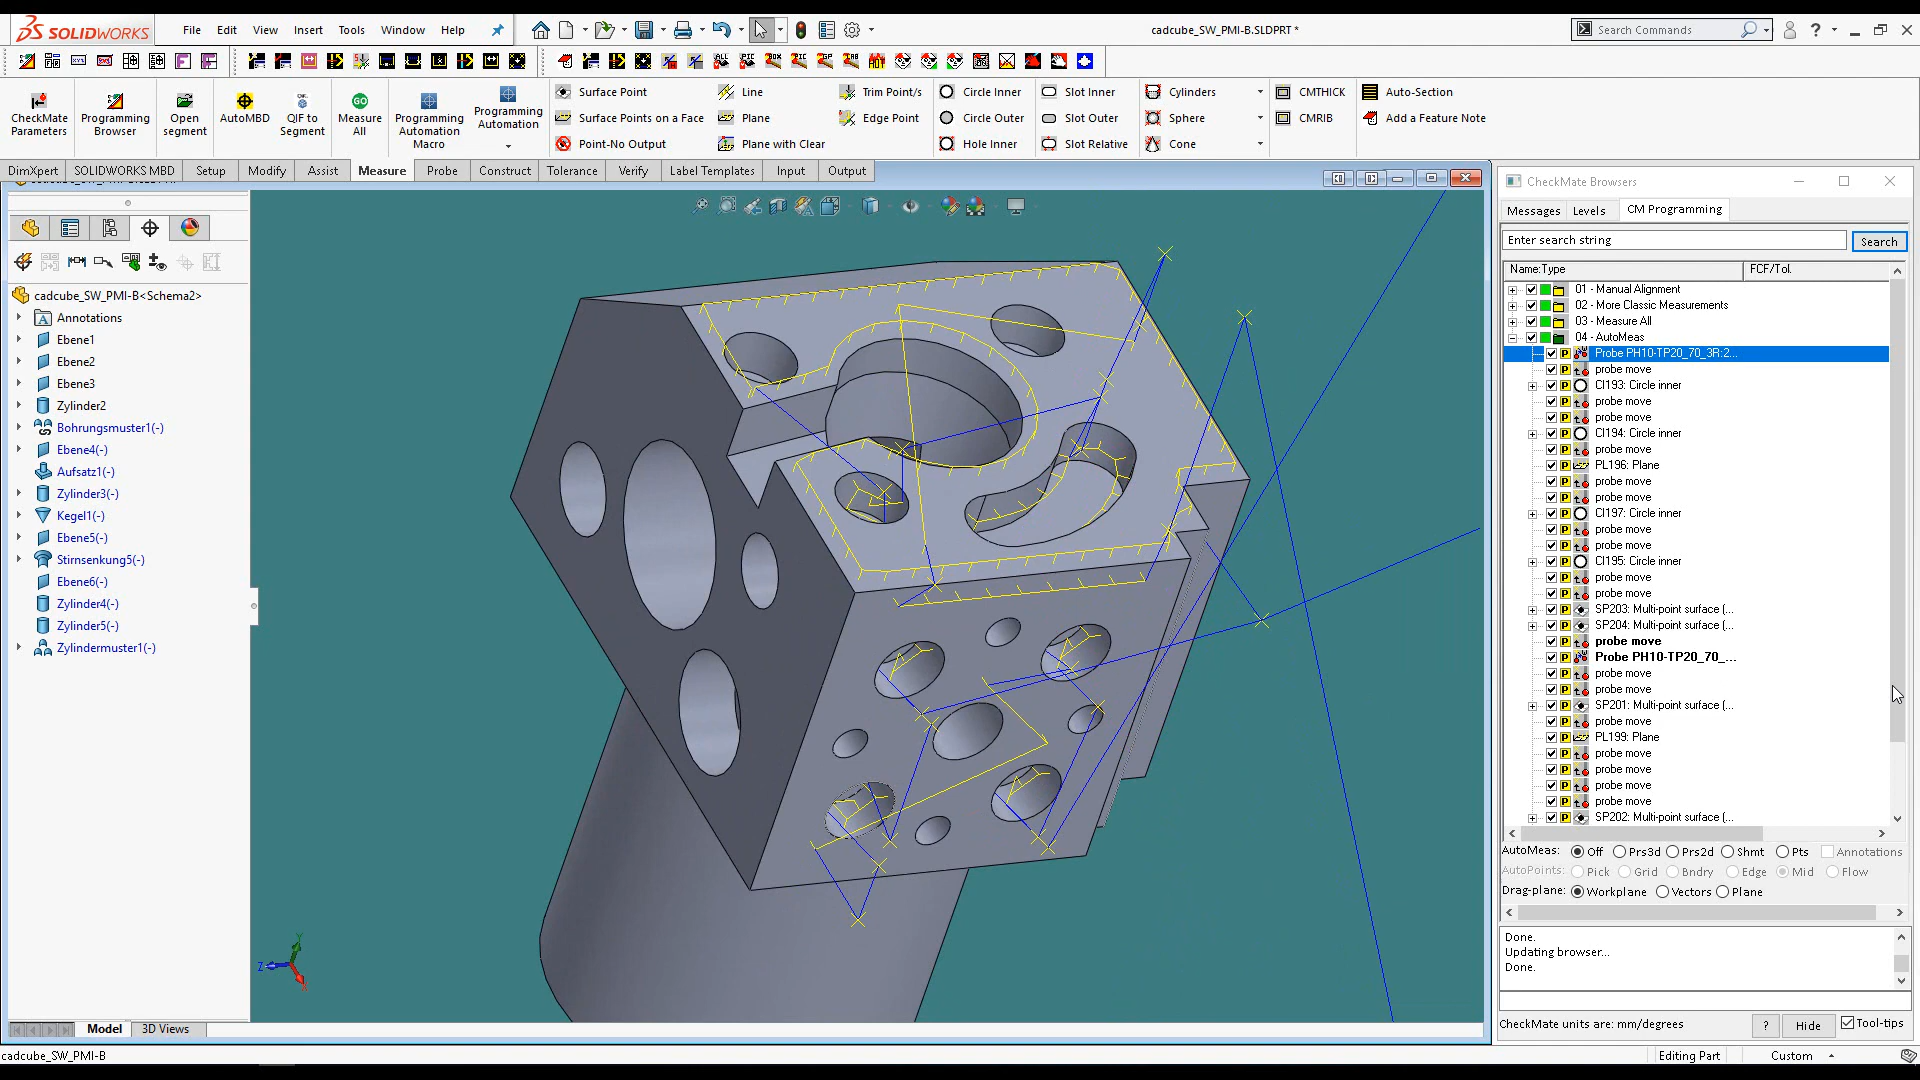 SOLIDWORKS
File Edit View Insert Tools Window Help
cadcube_SW_PMI-B.SLDPRT *
Search Commands
CheckMate Parameters
Programming Browser
Open segment
AutoMBD
QIF to Segment
Measure All
Programming Automation Macro
Programming Automation
Surface Point Line Trim Point/s Circle Inner Slot Inner Cylinders CMTHICK Auto-Section
Surface Points on a Face Plane Edge Point Circle Outer Slot Outer Sphere CMRIB Add a Feature Note
Point-No Output Plane with Clear Hole Inner Slot Relative Cone
DimXpert SOLIDWORKS MBD Setup Modify Assist Measure Probe Construct Tolerance Verify Label Templates Input Output
cadcube_SW_PMI-B<Schema2>
Annotations
Ebene1
Ebene2
Ebene3
Zylinder2
Bohrungsmuster1(-)
Ebene4(-)
Aufsatz1(-)
Zylinder3(-)
Kegel1(-)
Ebene5(-)
Stirnsenkung5(-)
Ebene6(-)
Zylinder4(-)
Zylinder5(-)
Zylindermuster1(-)
Y
Z
Model 3D Views
CheckMate Browsers
Messages Levels CM Programming
Enter search string Search
Name:Type FCF/Tol.
01 - Manual Alignment
02 - More Classic Measurements
03 - Measure All
04 - AutoMeas
Probe PH10-TP20_70_3R:2...
probe move
CI193: Circle inner
probe move
probe move
CI194: Circle inner
probe move
PL196: Plane
probe move
probe move
CI197: Circle inner
probe move
probe move
CI195: Circle inner
probe move
probe move
SP203: Multi-point surface (...
SP204: Multi-point surface (...
probe move
Probe PH10-TP20_70_...
probe move
probe move
SP201: Multi-point surface (...
probe move
PL199: Plane
probe move
probe move
probe move
probe move
SP202: Multi-point surface (...
AutoMeas: Off Prs3d Prs2d Shmt Pts Annotations
AutoPoints: Pick Grid Bndry Edge Mid Flow
Drag-plane: Workplane Vectors Plane
Done.
Updating browser...
Done.
CheckMate units are: mm/degrees ? Hide Tool-tips
cadcube_SW_PMI-B Editing Part Custom